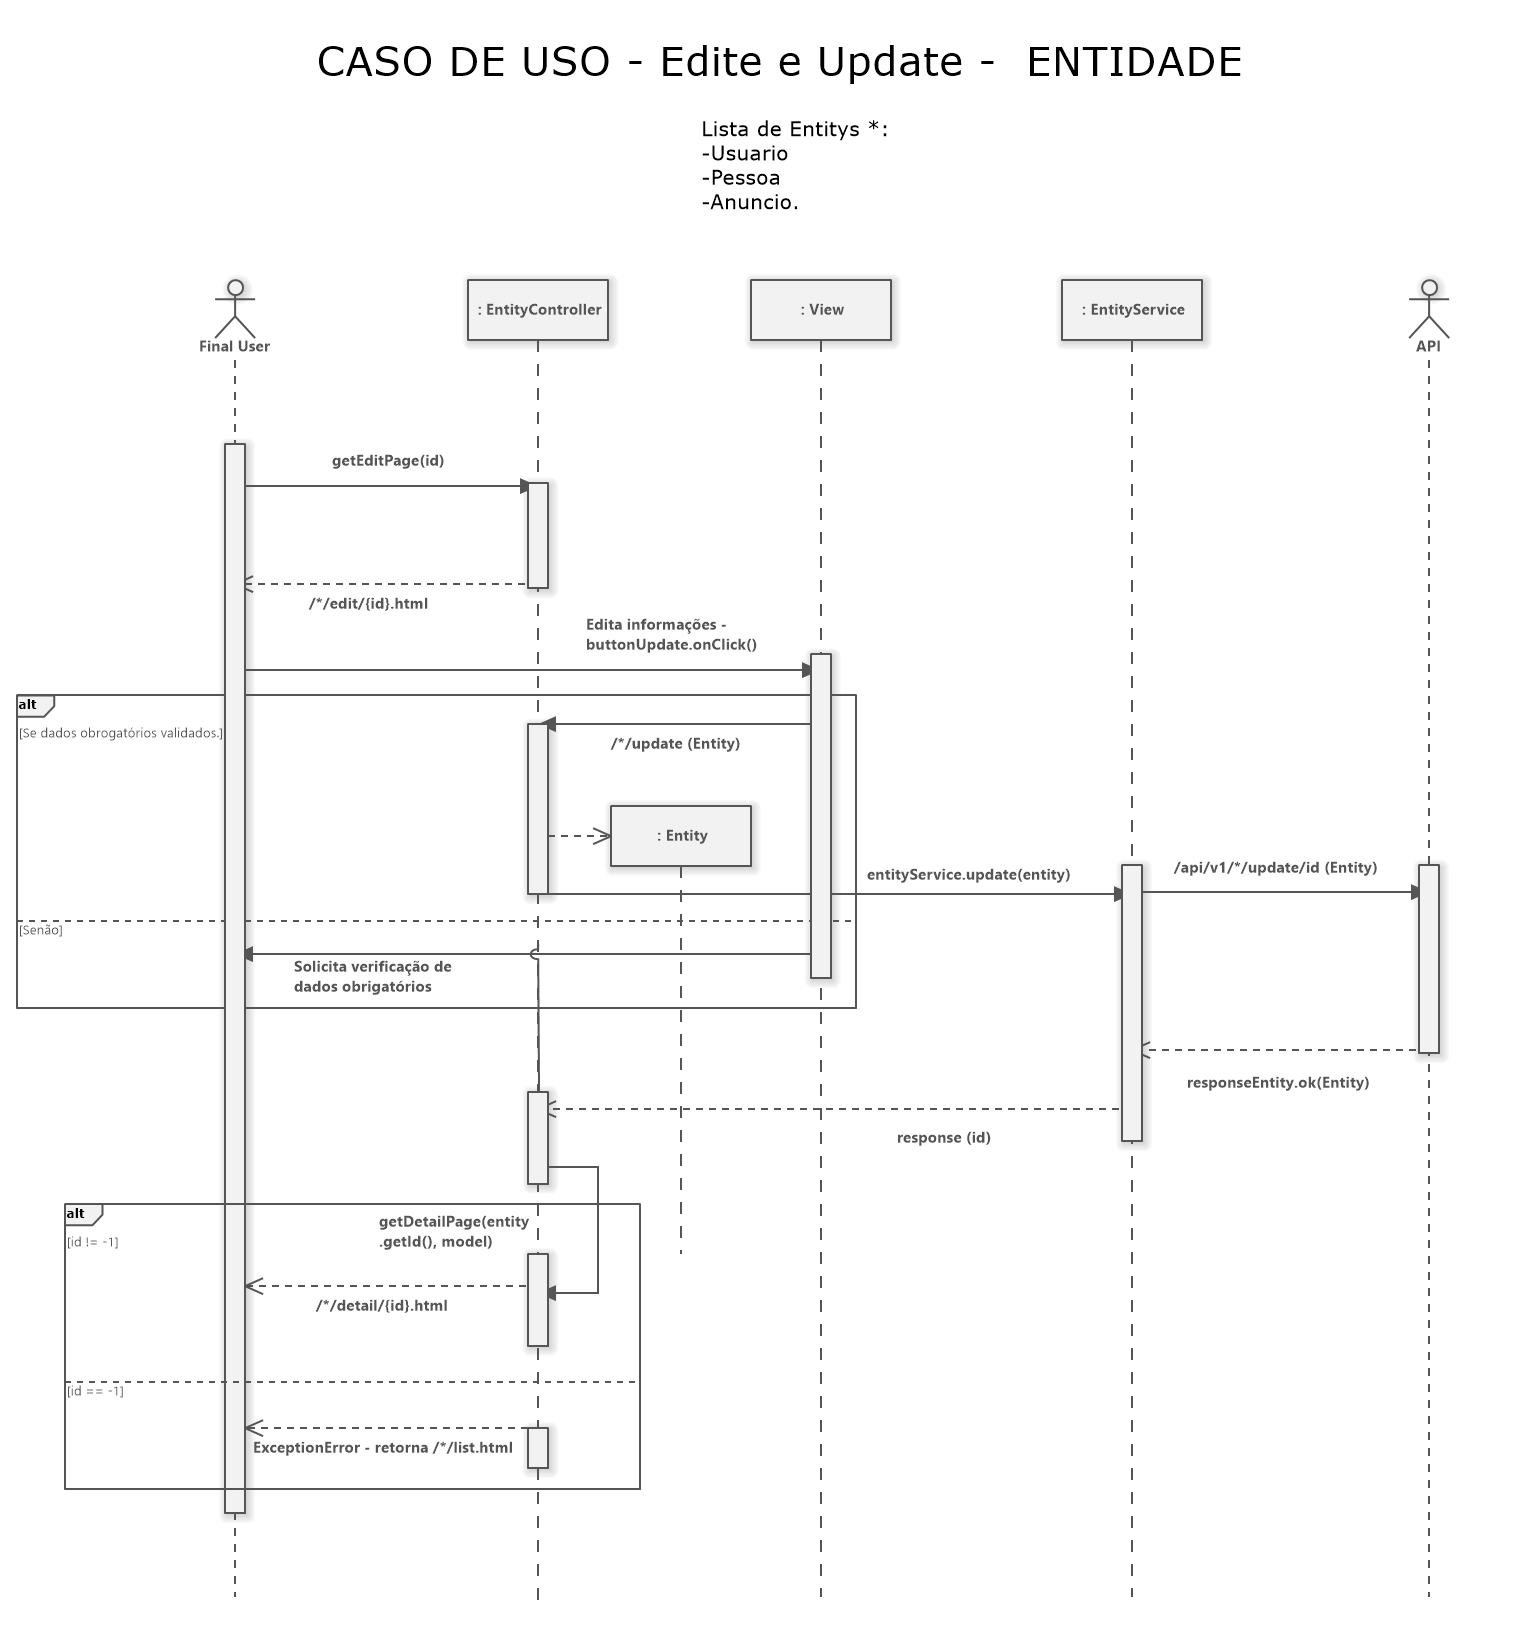 CASO DE USO - Edite e Update -  ENTIDADE
Lista de Entitys *:
-Usuario
-Pessoa
-Anuncio.
Final User
: EntityController
: View
: EntityService
API
getEditPage(id)
/*/edit/{id}.html
Edita informações -
buttonUpdate.onClick()
alt
[Se dados obrogatórios validados.]
/*/update (Entity)
: Entity
entityService.update(entity)
/api/v1/*/update/id (Entity)
[Senão]
Solicita verificação de
dados obrigatórios
responseEntity.ok(Entity)
response (id)
alt
[id != -1]
getDetailPage(entity
.getId(), model)
/*/detail/{id}.html
[id == -1]
ExceptionError - retorna /*/list.html